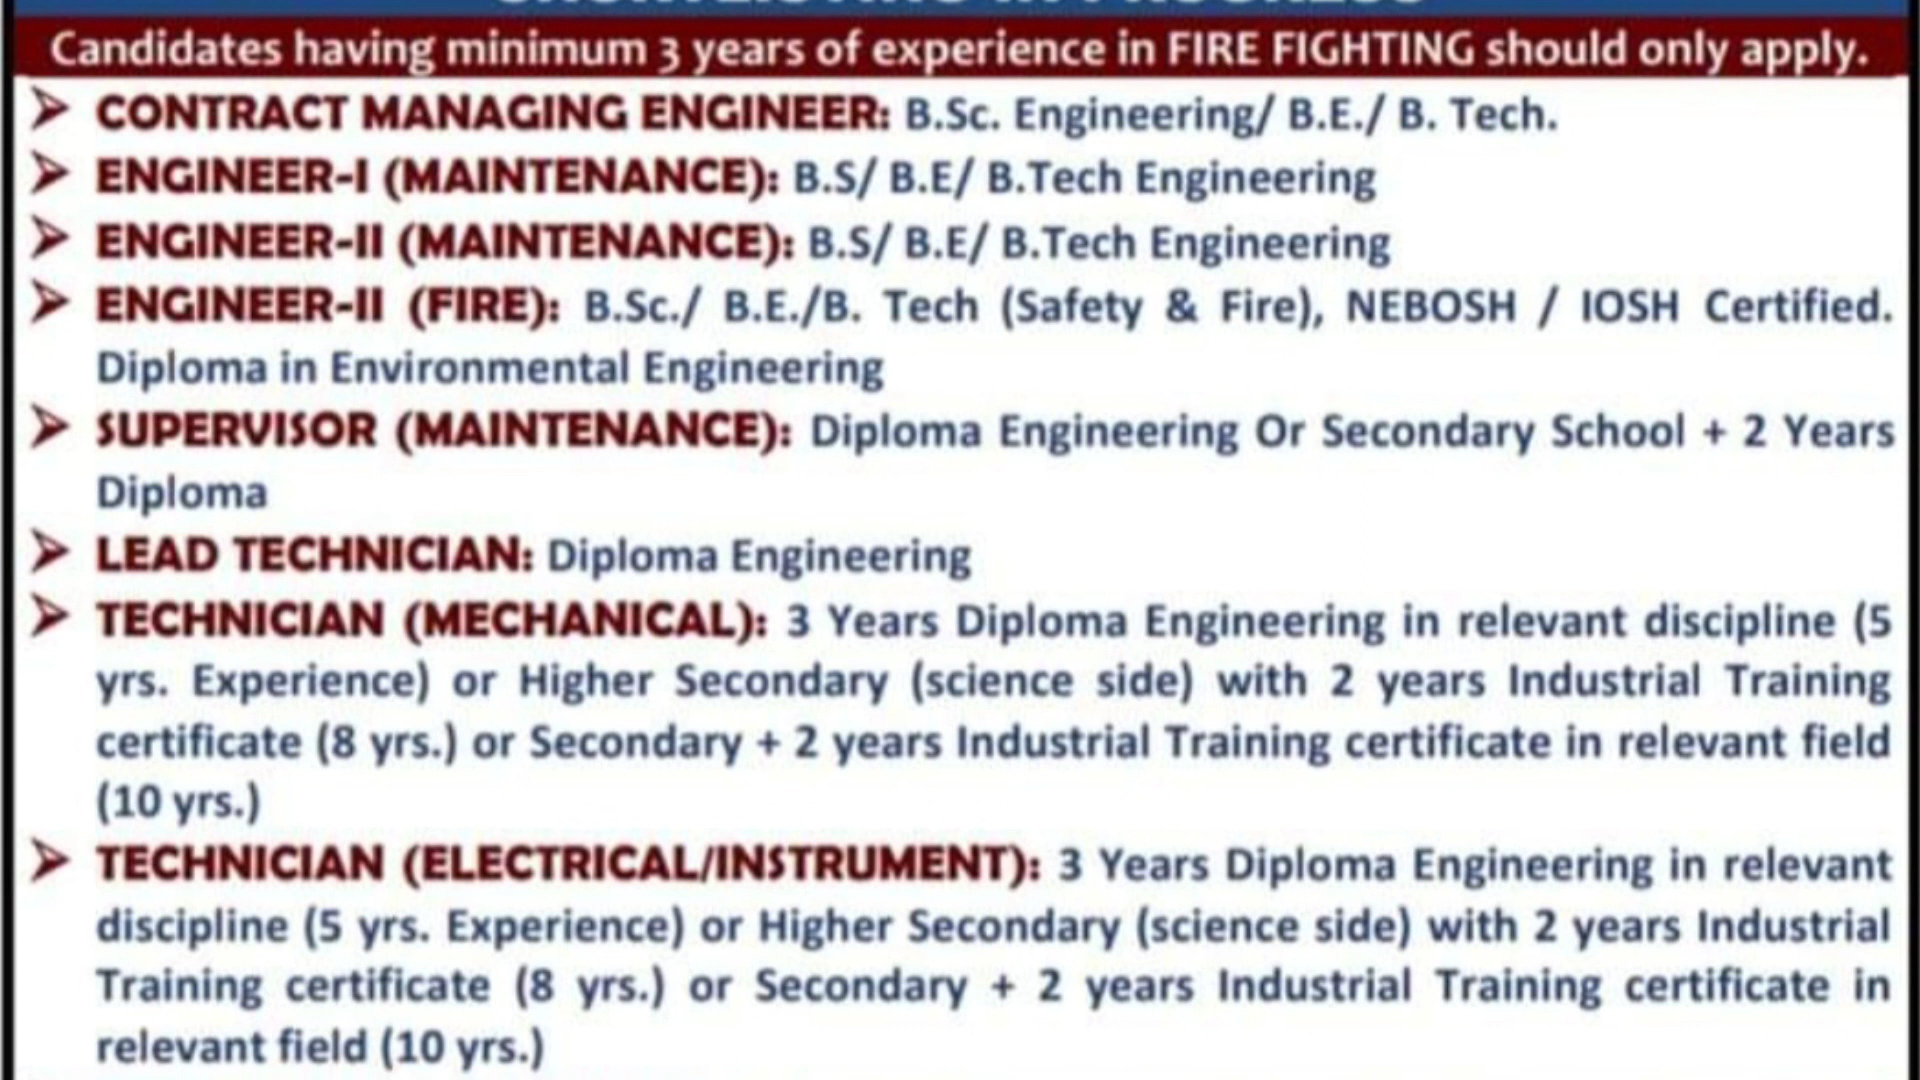 SHORTLISTING IN PROGRESS
Candidates having minimum 3 years of experience in FIRE FIGHTING should only apply.
➢ CONTRACT MANAGING ENGINEER: B.Sc. Engineering/ B.E./ B. Tech.
➢ ENGINEER-I (MAINTENANCE): B.S/ B.E/ B.Tech Engineering
➢ ENGINEER-II (MAINTENANCE): B.S/ B.E/ B.Tech Engineering
➢ ENGINEER-II (FIRE): B.Sc./ B.E./B. Tech (Safety & Fire), NEBOSH / IOSH Certified.
Diploma in Environmental Engineering
➢ SUPERVISOR (MAINTENANCE): Diploma Engineering Or Secondary School + 2 Years
Diploma
➢ LEAD TECHNICIAN: Diploma Engineering
➢ TECHNICIAN (MECHANICAL): 3 Years Diploma Engineering in relevant discipline (5
yrs. Experience) or Higher Secondary (science side) with 2 years Industrial Training
certificate (8 yrs.) or Secondary + 2 years Industrial Training certificate in relevant field
(10 yrs.)
➢ TECHNICIAN (ELECTRICAL/INSTRUMENT): 3 Years Diploma Engineering in relevant
discipline (5 yrs. Experience) or Higher Secondary (science side) with 2 years Industrial
Training certificate (8 yrs.) or Secondary + 2 years Industrial Training certificate in
relevant field (10 yrs.)